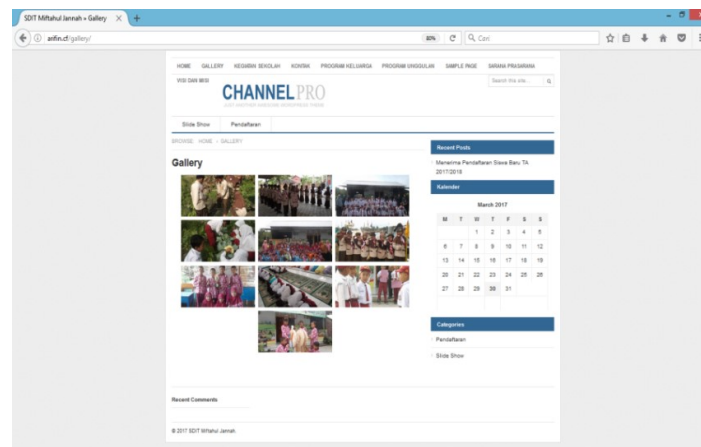 SDIT Miftahul Jannah » Gallery
arifin.cf/gallery/
80%
Cari
HOME GALLERY KEGIATAN SEKOLAH KONTAK PROGRAM KELUARGA PROGRAM UNGGULAN SAMPLE PAGE SARANA PRASARANA
VISI DAN MISI
Search this site...
CHANNELPRO
JUST ANOTHER AWESOME WORDPRESS THEME
Slide Show Pendaftaran
BROWSE: HOME » GALLERY
Gallery
Recent Posts
Menerima Pendaftaran Siswa Baru TA
2017/2018
Kalender
March 2017
M T W T F S S
1 2 3 4 5
6 7 8 9 10 11 12
13 14 15 16 17 18 19
20 21 22 23 24 25 26
27 28 29 30 31
Categories
Pendaftaran
Slide Show
Recent Comments
© 2017 SDIT Miftahul Jannah